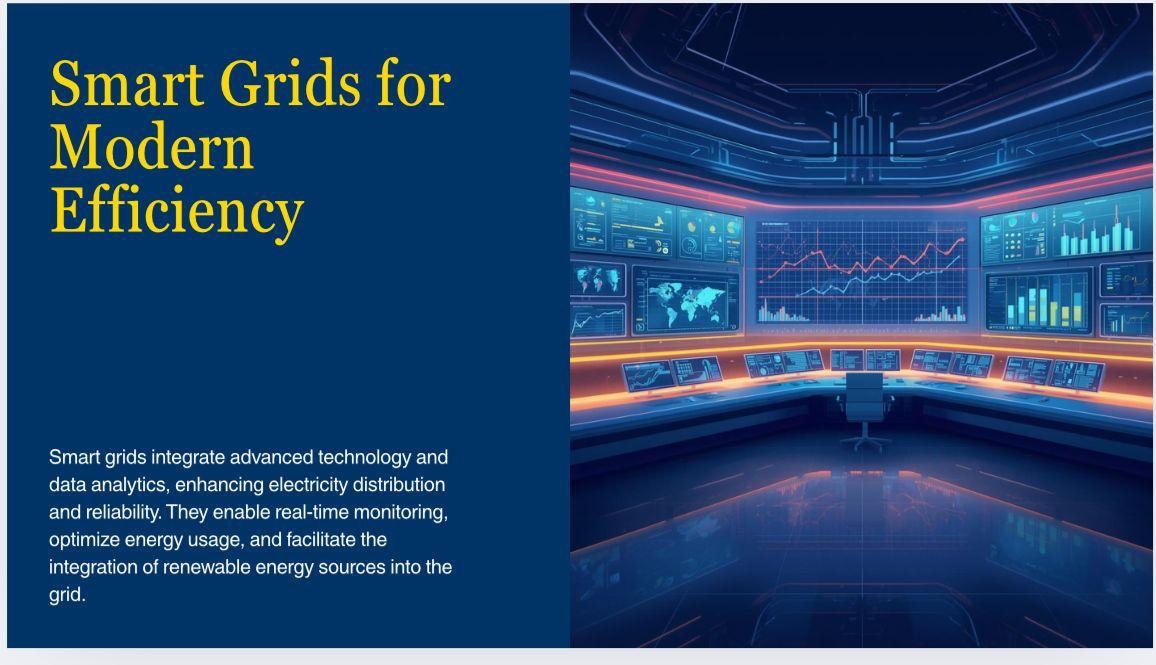 Smart Grids for
Modern
Efficiency
Smart grids integrate advanced technology and
data analytics, enhancing electricity distribution
and reliability. They enable real-time monitoring,
optimize energy usage, and facilitate the
integration of renewable energy sources into the
grid.